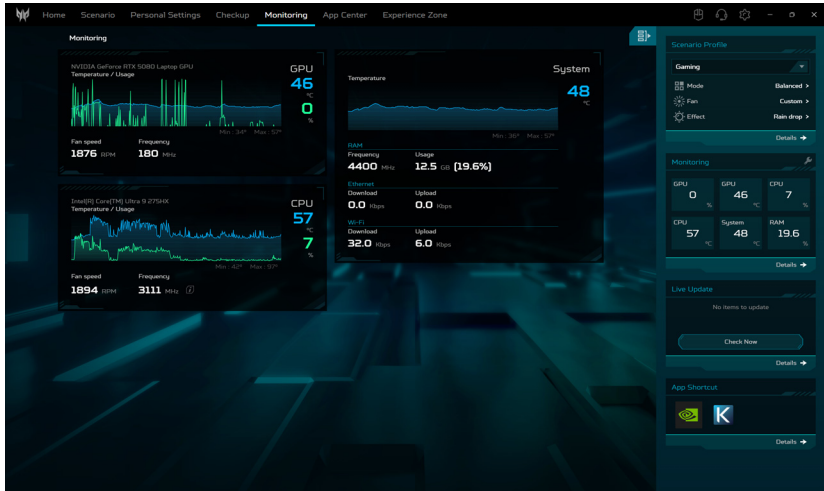 Home Scenario Personal Settings Checkup Monitoring App Center Experience Zone
Monitoring
NVIDIA GeForce RTX 5080 Laptop GPU
Temperature / Usage
GPU
46
°C
0
%
Min : 34° Max : 57°
Fan speed Frequency
1876 RPM 180 MHz
Intel(R) Core(TM) Ultra 9 275HX
Temperature / Usage
CPU
57
°C
7
%
Min : 42° Max : 97°
Fan speed Frequency
1894 RPM 3111 MHz
System
Temperature
48
°C
Min : 36° Max : 57°
RAM
Frequency Usage
4400 MHz 12.5 GB (19.6%)
Ethernet
Download Upload
0.0 Kbps 0.0 Kbps
Wi-Fi
Download Upload
32.0 Kbps 6.0 Kbps
Scenario Profile
Gaming
Mode Balanced >
Fan Custom >
Effect Rain drop >
Details
Monitoring
GPU GPU CPU
0 % 46 °C 7 %
CPU System RAM
57 °C 48 °C 19.6 %
Details
Live Update
No items to update
Check Now
Details
App Shortcut
K
Details